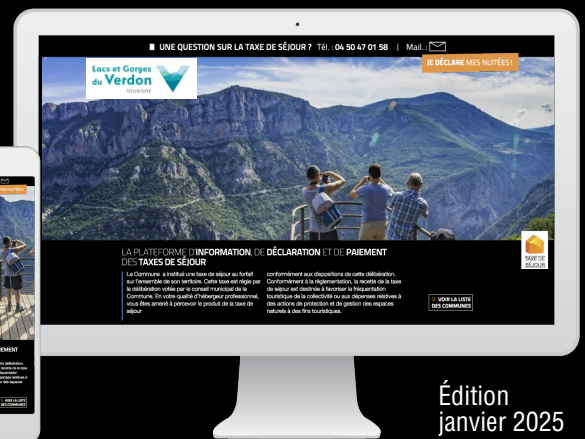 ■ UNE QUESTION SUR LA TAXE DE SÉJOUR ? Tél. : 04 50 47 01 58 | Mail. :
JE DÉCLARE MES NUITÉES !
Lacs et Gorges
du Verdon
TOURISME
LA PLATEFORME D'INFORMATION, DE DÉCLARATION ET DE PAIEMENT
DES TAXES DE SÉJOUR
La Commune a institué une taxe de séjour au forfait
sur l'ensemble de son territoire. Cette taxe est régie par
la délibération votée par le conseil municipal de la
Commune. En votre qualité d'hébergeur professionnel,
vous êtes amené à percevoir le produit de la taxe de
séjour
conformément aux dispositions de cette délibération.
Conformément à la réglementation, la recette de la taxe
de séjour est destinée à favoriser la fréquentation
touristique de la collectivité ou aux dépenses relatives à
des actions de protection et de gestion des espaces
naturels à des fins touristiques.
TAXE DE
SÉJOUR
VOIR LA LISTE
DES COMMUNES
EMENT
VOIR LA LISTE
DES COMMUNES
Édition
janvier 2025